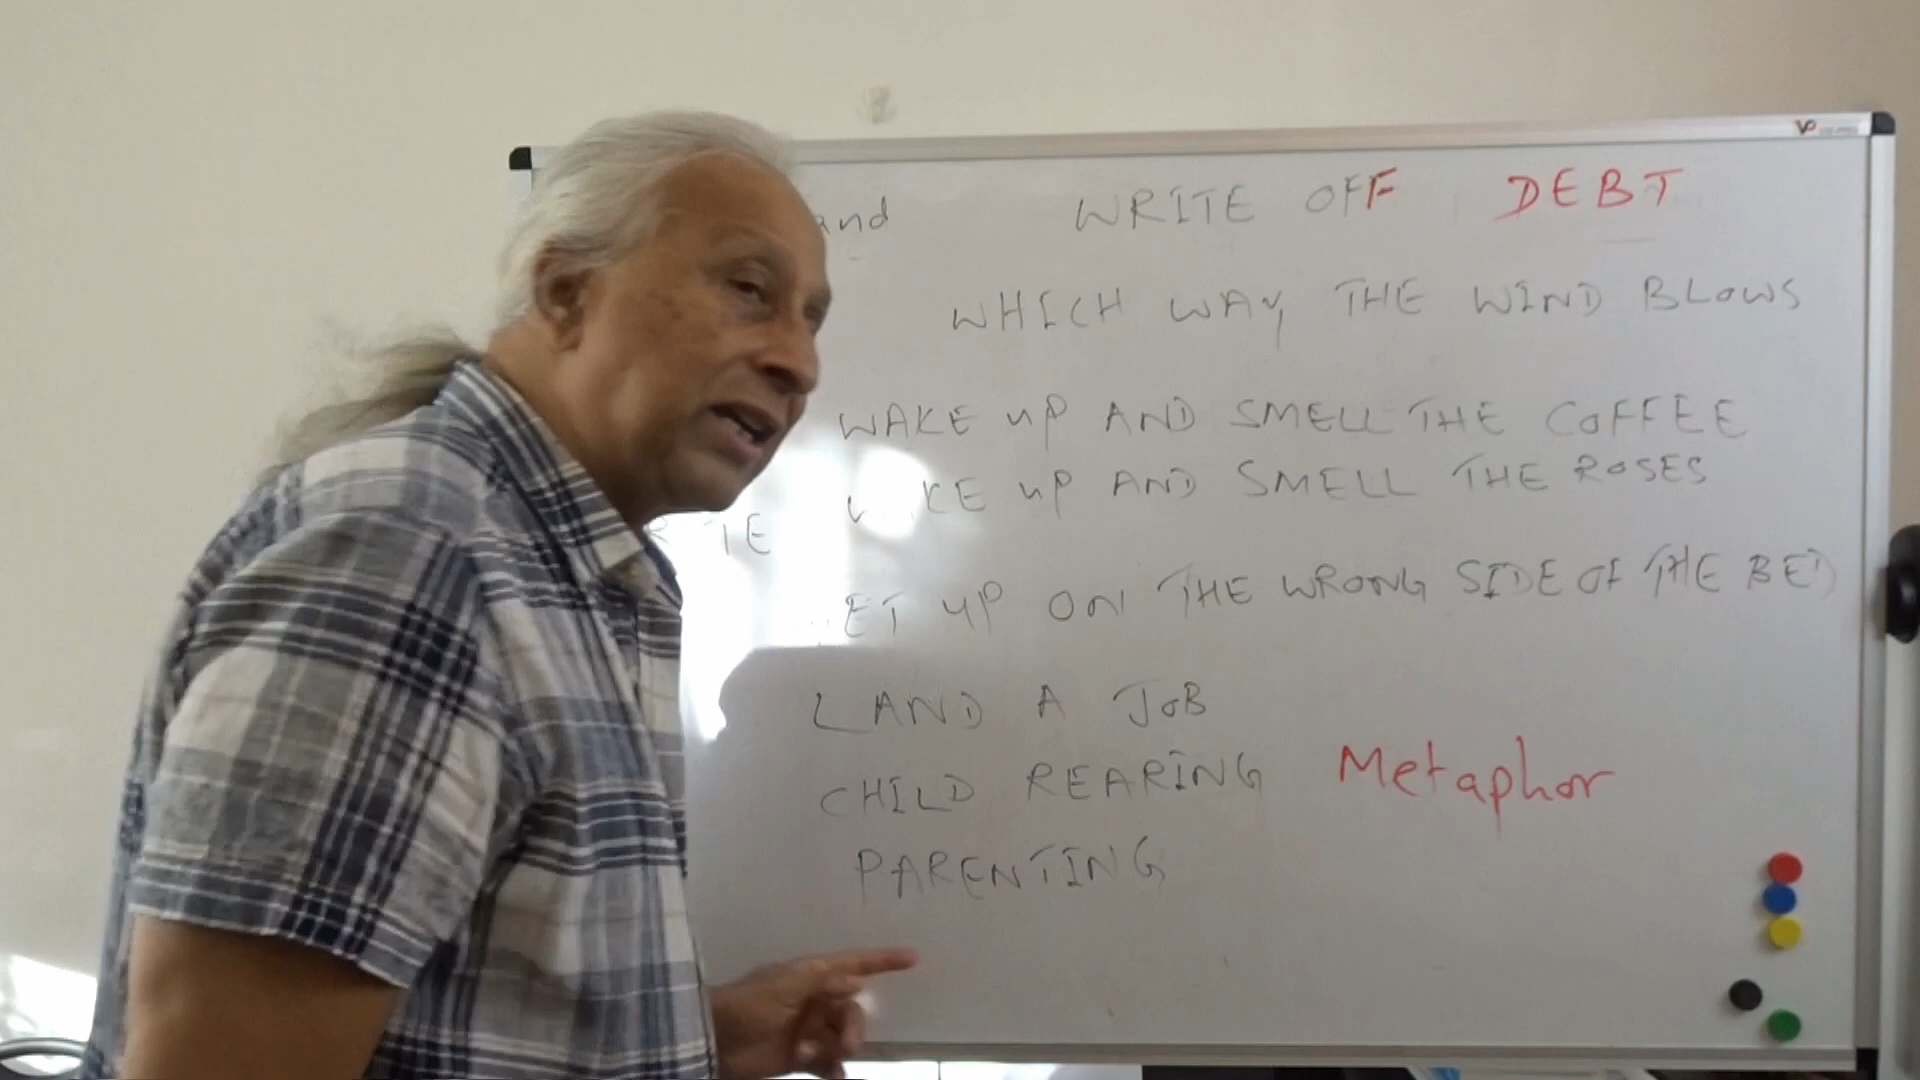 and WRITE OFF DEBT
WHICH WAY THE WIND BLOWS
WAKE UP AND SMELL THE COFFEE
UP AND SMELL THE ROSES
UP ON THE WRONG SIDE OF THE BED
LAND A JOB
CHILD REARING Metaphor
PARENTING